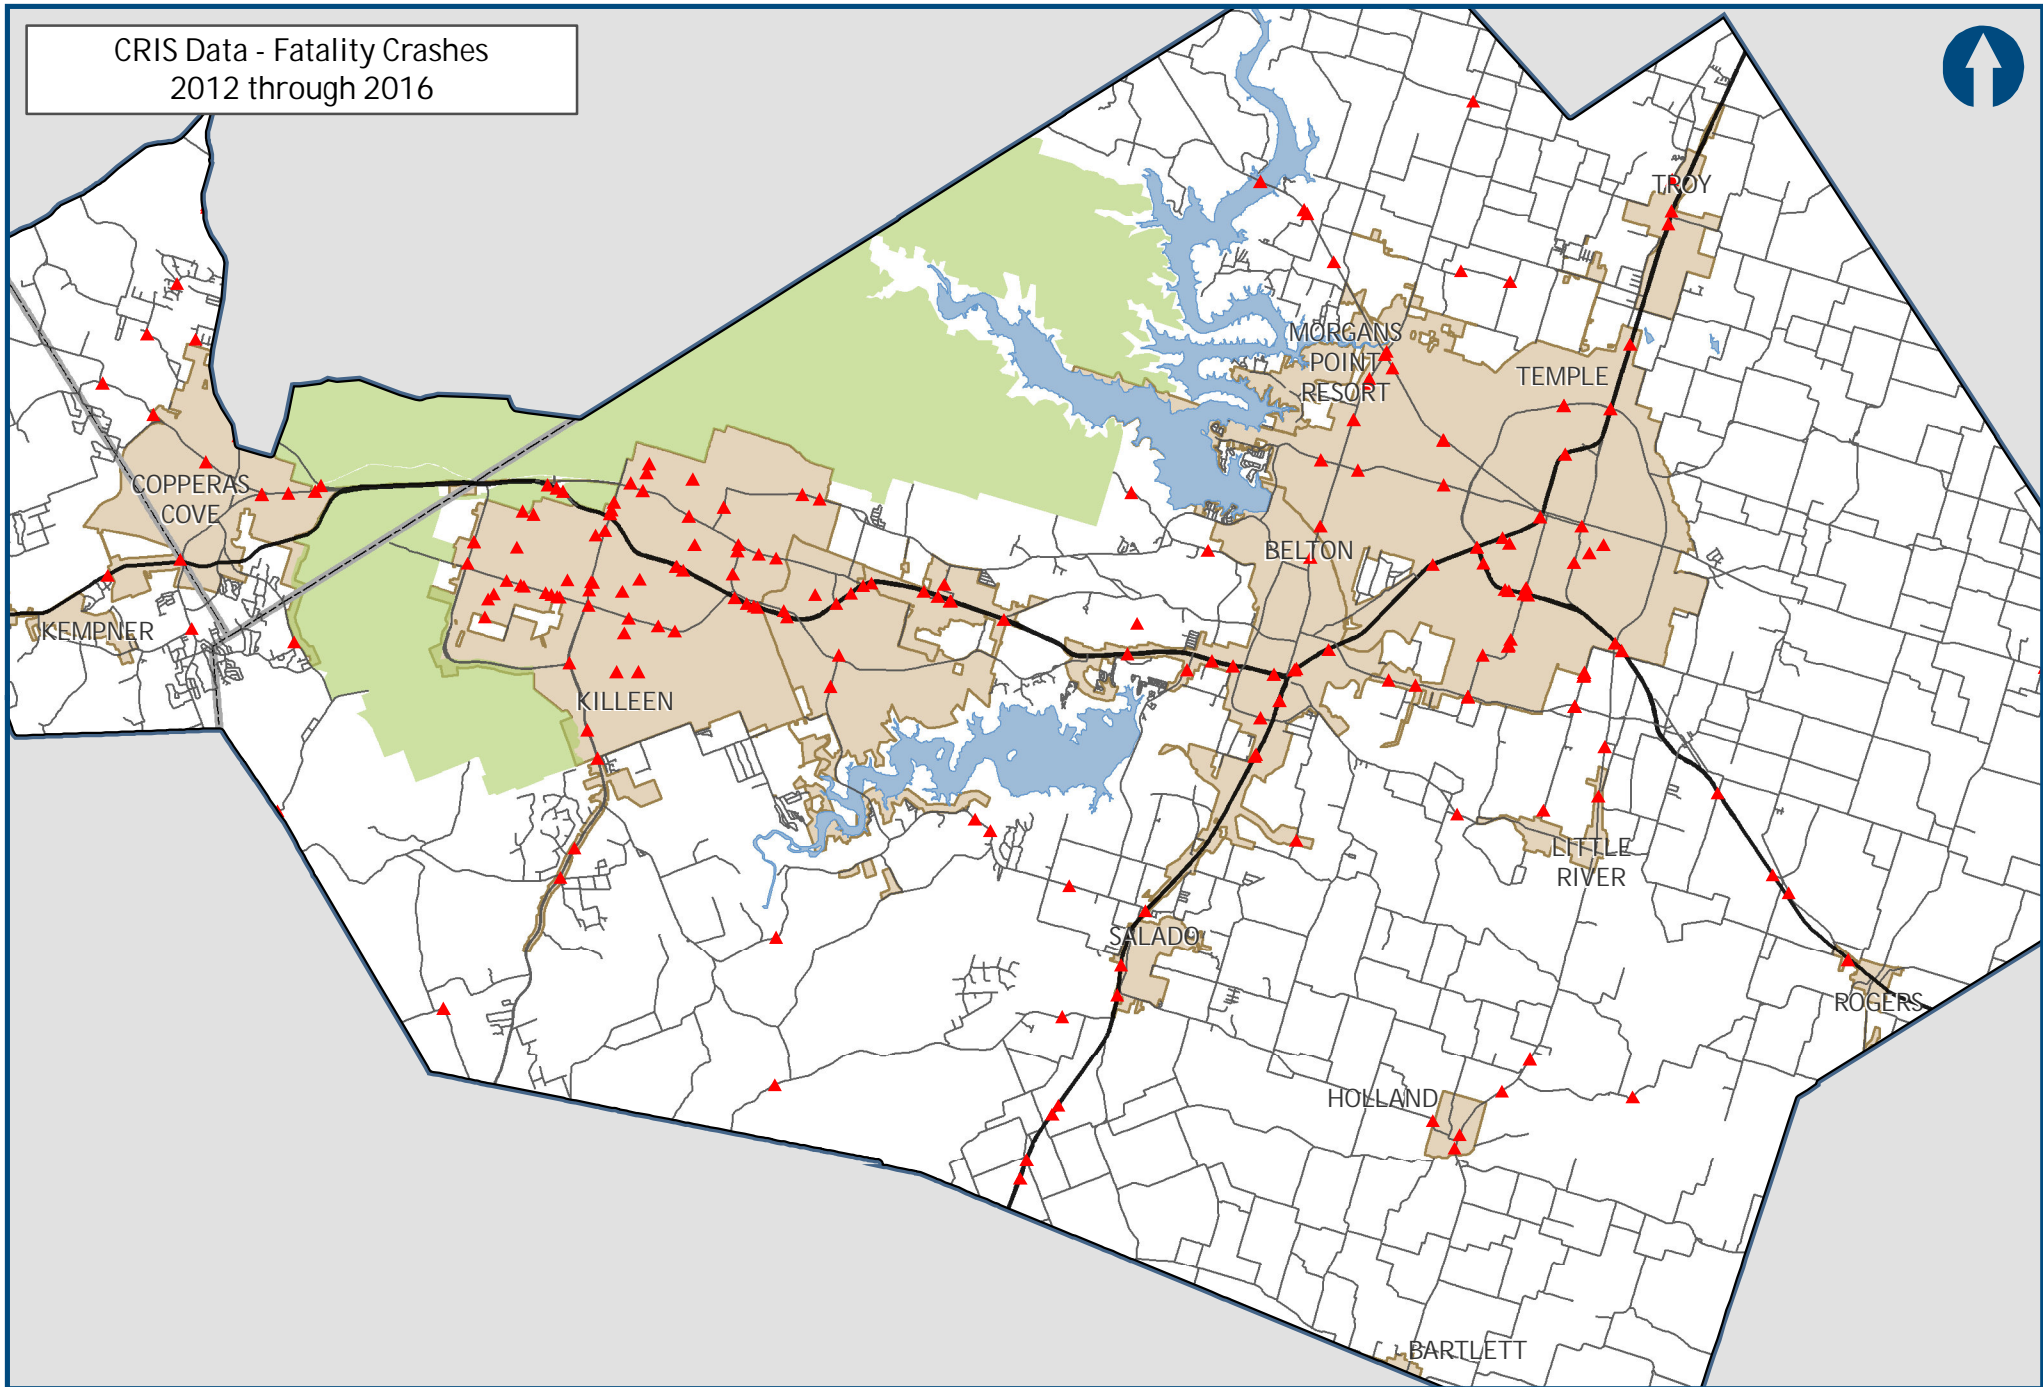 CRIS Data - Fatality Crashes
2012 through 2016
TROY
MORGANS
POINT
RESORT
TEMPLE
COPPERAS
COVE
BELTON
KEMPNER
KILLEEN
LITTLE
RIVER
SALADO
ROGERS
HOLLAND
BARTLETT